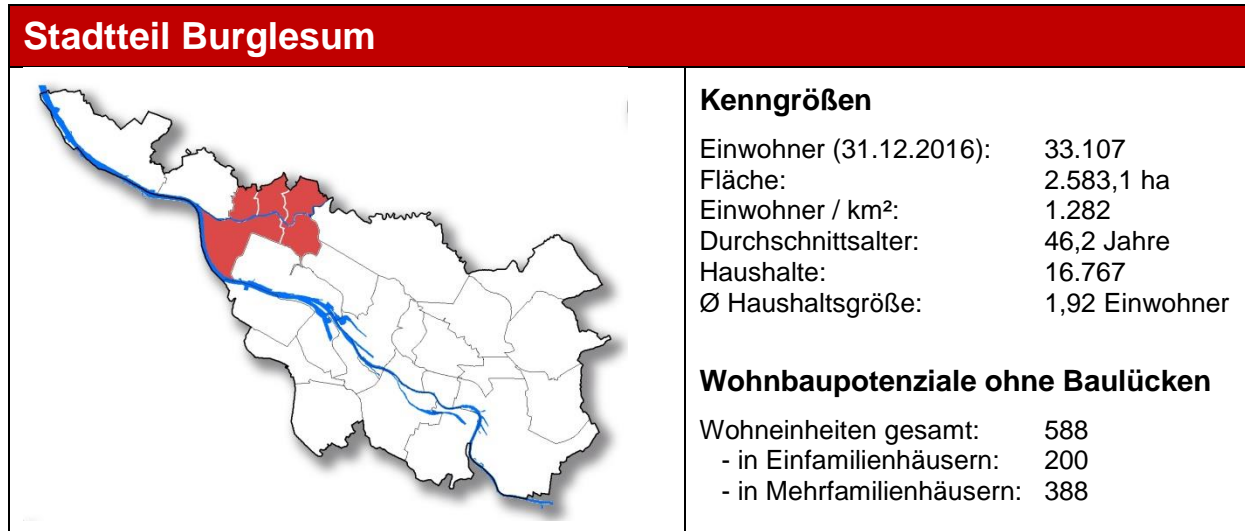 Stadtteil Burglesum
Kenngrößen
Einwohner (31.12.2016): 33.107
Fläche: 2.583,1 ha
Einwohner / km²: 1.282
Durchschnittsalter: 46,2 Jahre
Haushalte: 16.767
Ø Haushaltsgröße: 1,92 Einwohner
Wohnbaupotenziale ohne Baulücken
Wohneinheiten gesamt: 588
- in Einfamilienhäusern: 200
- in Mehrfamilienhäusern: 388